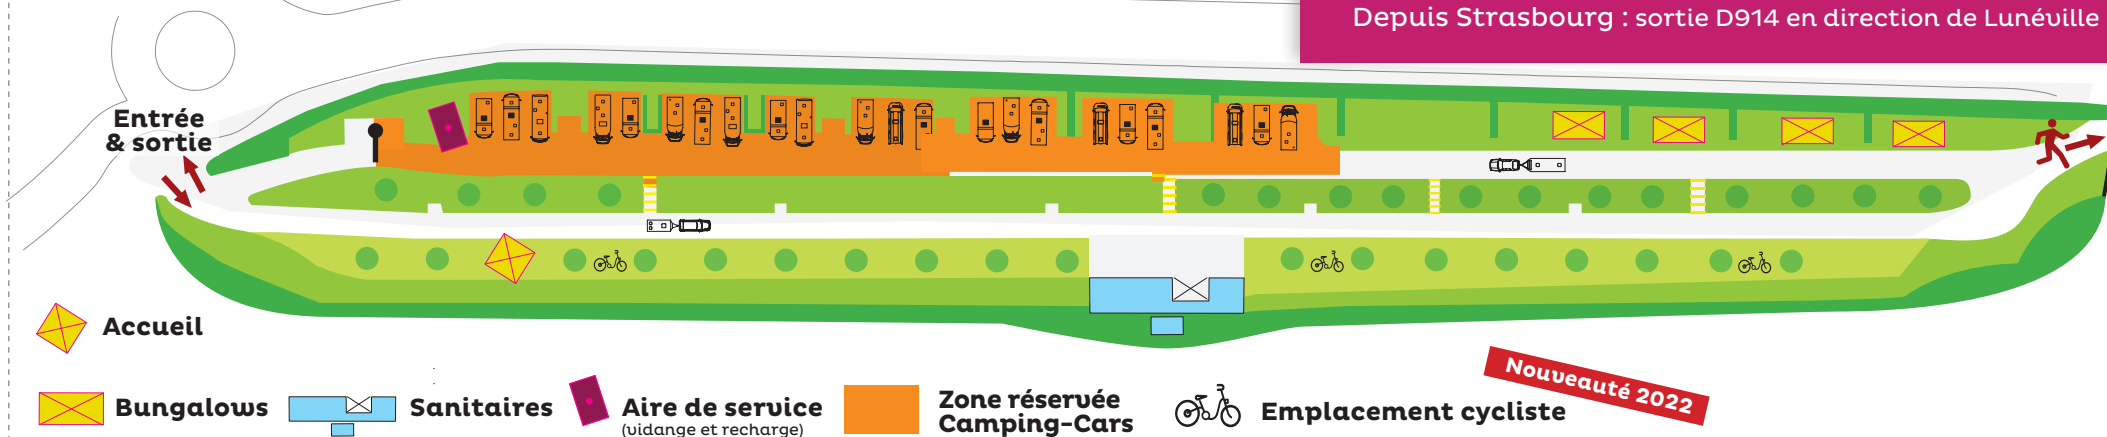 Depuis Strasbourg : sortie D914 en direction de Lunéville
Entrée
& sortie
Accueil
Bungalows
Sanitaires
Aire de service
(vidange et recharge)
Zone réservée
Camping-Cars
Emplacement cycliste
Nouveauté 2022